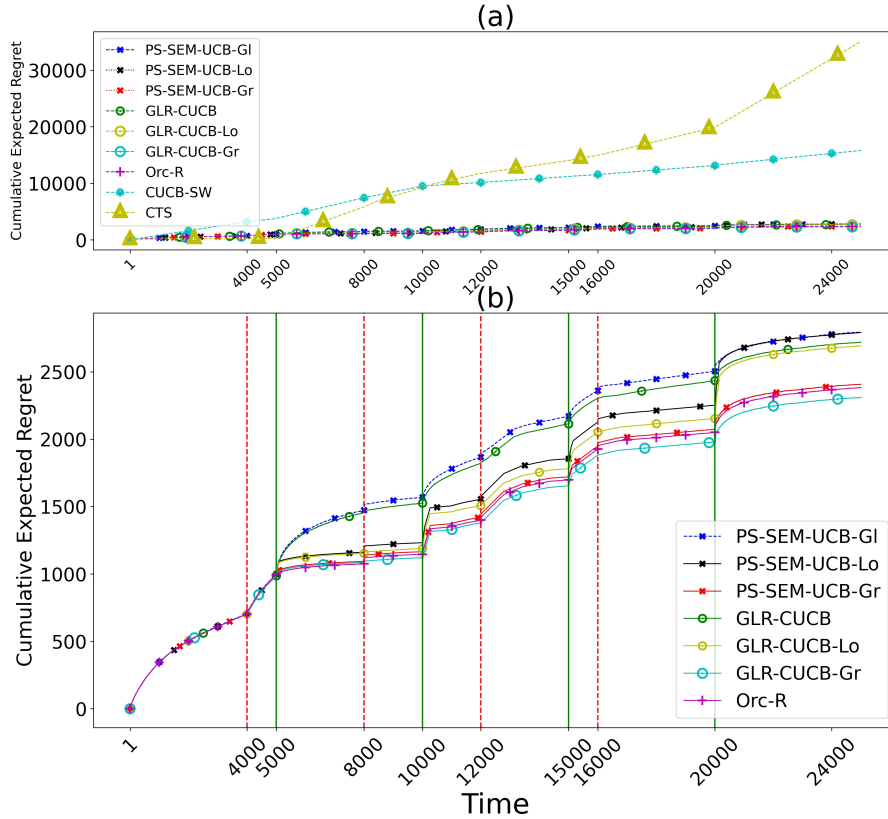 (a)
Cumulative Expected Regret
30000
20000
10000
0
PS-SEM-UCB-Gl
PS-SEM-UCB-Lo
PS-SEM-UCB-Gr
GLR-CUCB
GLR-CUCB-Lo
GLR-CUCB-Gr
Orc-R
CUCB-SW
CTS
1
4000
5000
8000
10000
12000
15000
16000
20000
24000
(b)
Cumulative Expected Regret
2500
2000
1500
1000
500
0
PS-SEM-UCB-Gl
PS-SEM-UCB-Lo
PS-SEM-UCB-Gr
GLR-CUCB
GLR-CUCB-Lo
GLR-CUCB-Gr
Orc-R
1
4000
5000
8000
10000
12000
15000
16000
20000
24000
Time